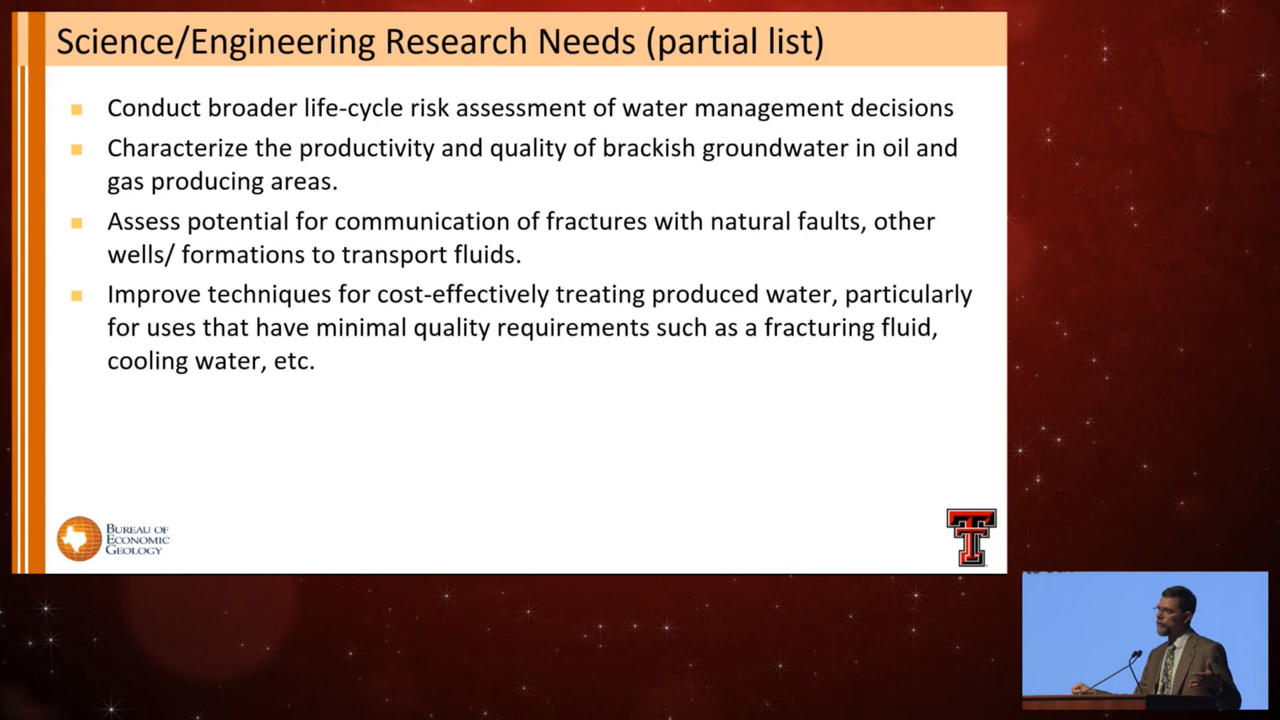 Science/Engineering Research Needs (partial list)
Conduct broader life-cycle risk assessment of water management decisions
Characterize the productivity and quality of brackish groundwater in oil and
gas producing areas.
Assess potential for communication of fractures with natural faults, other
wells/ formations to transport fluids.
Improve techniques for cost-effectively treating produced water, particularly
for uses that have minimal quality requirements such as a fracturing fluid,
cooling water, etc.
BUREAU OF
ECONOMIC
GEOLOGY